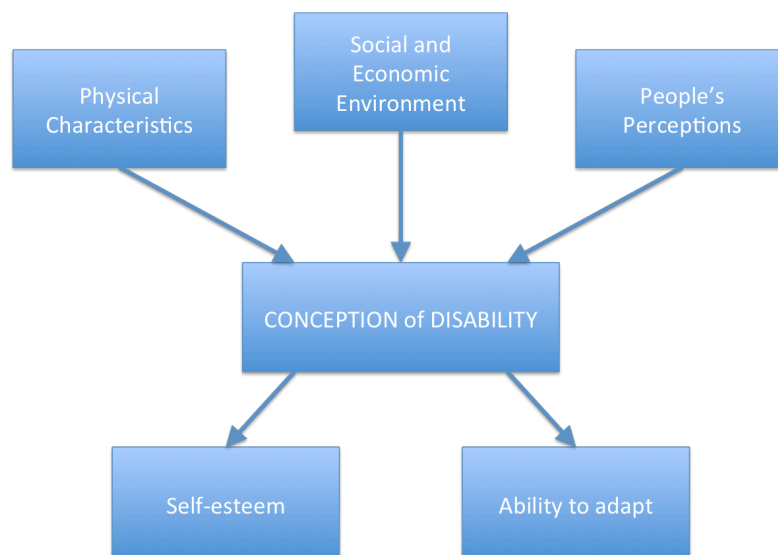 Physical
Characteristics
Social and
Economic
Environment
People’s
Perceptions
CONCEPTION of DISABILITY
Self-esteem
Ability to adapt